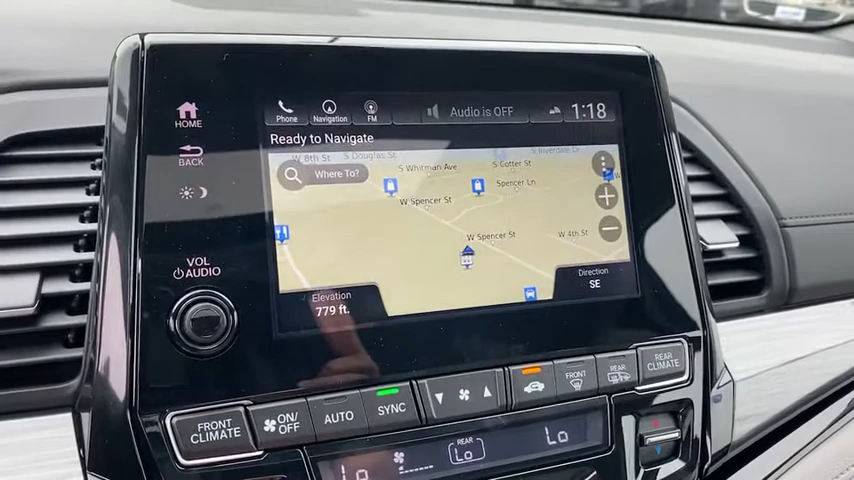 HOME
BACK
VOL
AUDIO
Phone
Navigation
FM
Audio is OFF
1:18
Ready to Navigate
W 8th St
S Douglas St
S Whitman Ave
S Cotter St
S Riverdale Dr
Where To?
Spencer Ln
W Spencer St
W Spencer St
W 4th St
Elevation
779 ft.
Direction
SE
FRONT CLIMATE
ON/OFF
AUTO
SYNC
FRONT
REAR
REAR CLIMATE
Lo
REAR
Lo
Lo